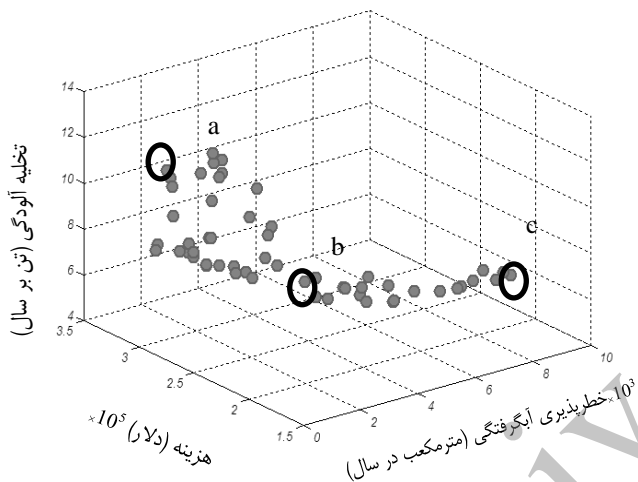 14
12
10
8
6
4
تخلیه آلودگی (تن بر سال)
a
b
c
3.5
3
2.5
2
1.5
هزینه (دلار) ×10⁵
0
2
4
6
8
10
خطرپذیری آبگرفتگی (مترمکعب در سال) ×10³